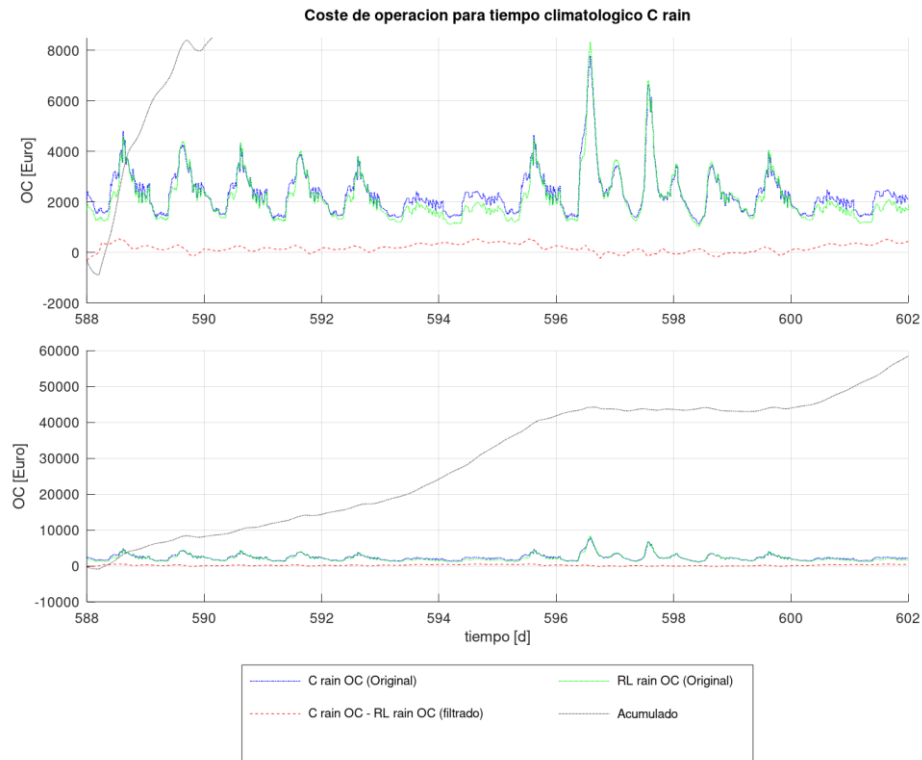 Coste de operacion para tiempo climatologico C rain
8000
6000
4000
2000
0
-2000
OC [Euro]
588 590 592 594 596 598 600 602
60000
50000
40000
30000
20000
10000
0
-10000
OC [Euro]
588 590 592 594 596 598 600 602
tiempo [d]
C rain OC (Original) RL rain OC (Original)
C rain OC - RL rain OC (filtrado) Acumulado